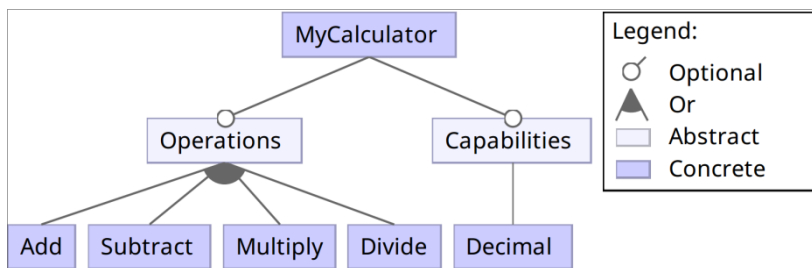 MyCalculator
Legend:
Optional
Or
Abstract
Concrete
Operations
Capabilities
Add
Subtract
Multiply
Divide
Decimal